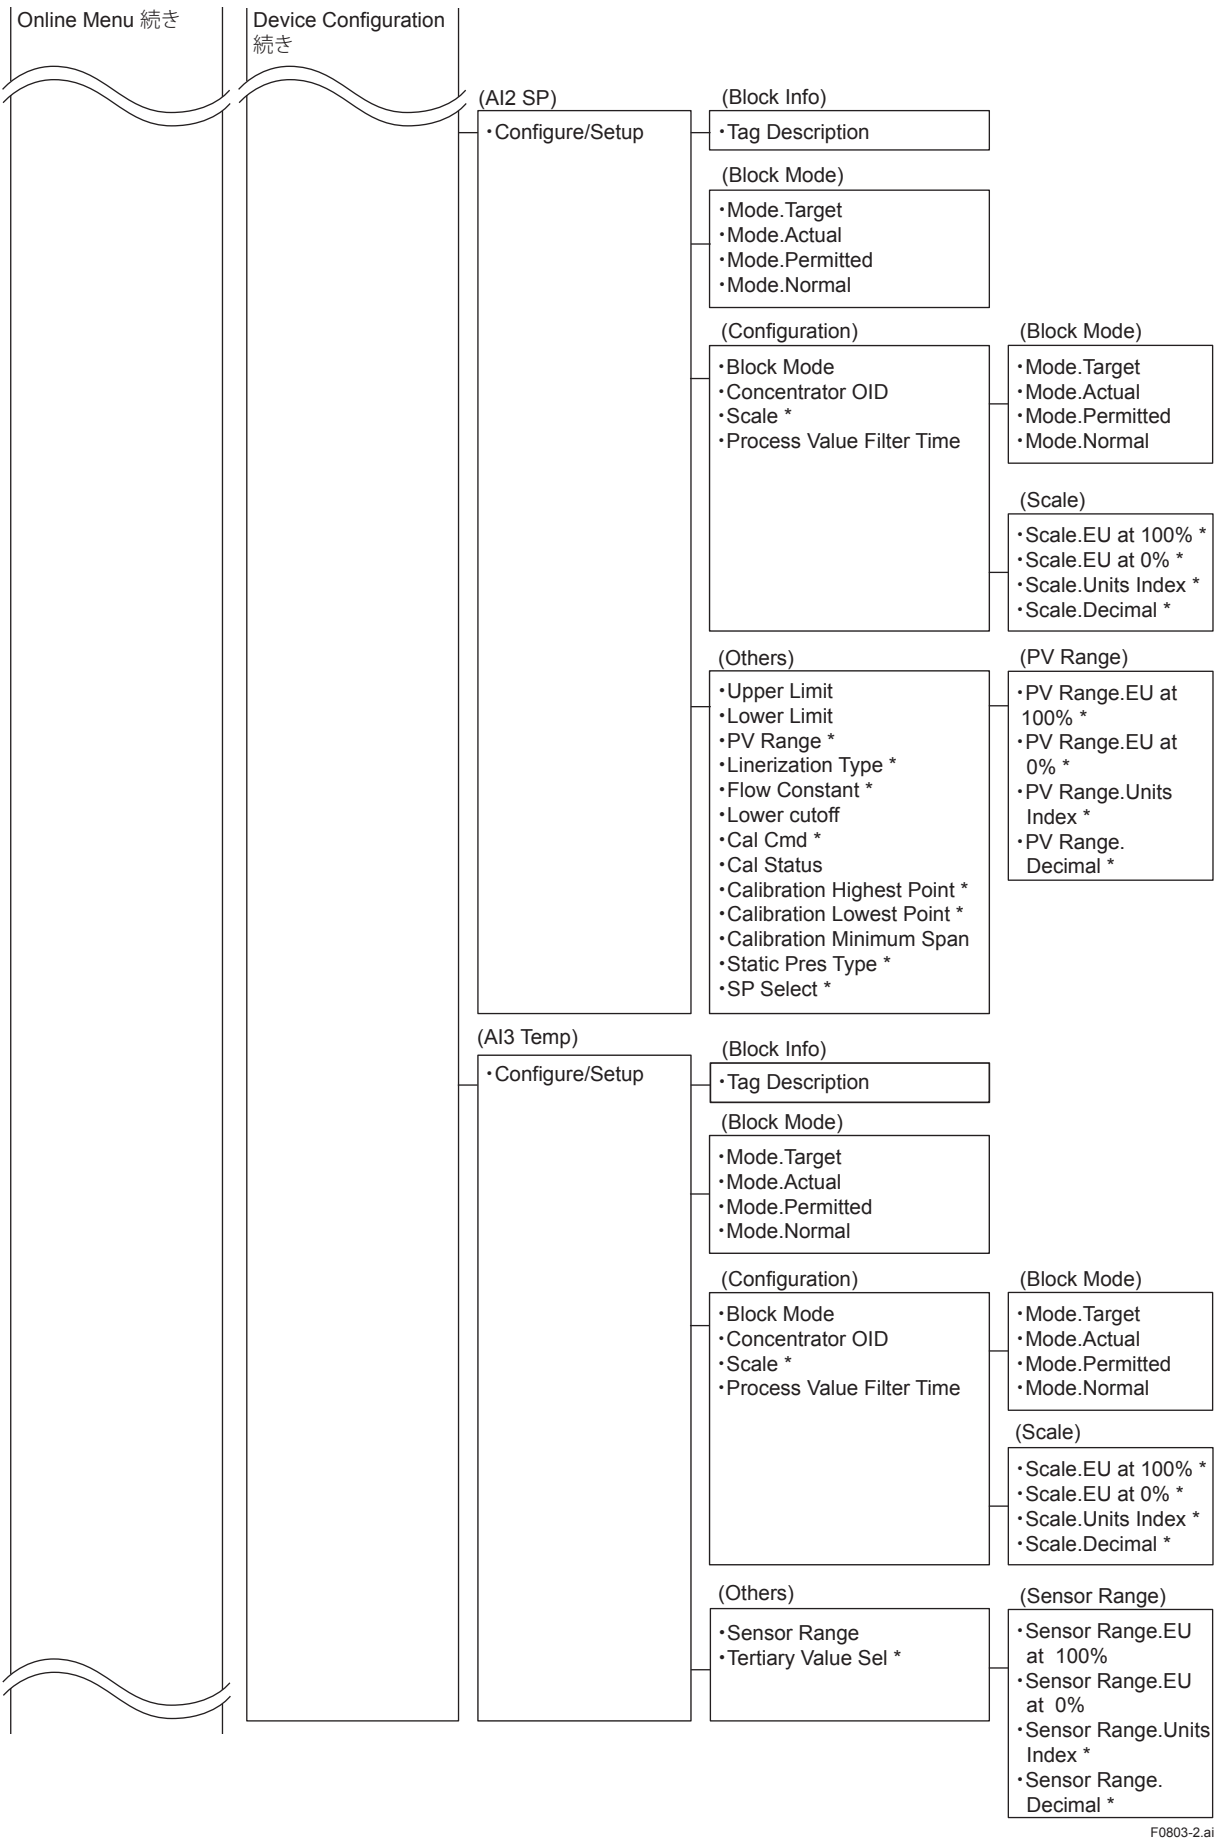 Online Menu 続き
Device Configuration
続き
(AI2 SP)
・Configure/Setup
(Block Info)
・Tag Description
(Block Mode)
・Mode.Target
・Mode.Actual
・Mode.Permitted
・Mode.Normal
(Configuration)
・Block Mode
・Concentrator OID
・Scale *
・Process Value Filter Time
(Block Mode)
・Mode.Target
・Mode.Actual
・Mode.Permitted
・Mode.Normal
(Scale)
・Scale.EU at 100% *
・Scale.EU at 0% *
・Scale.Units Index *
・Scale.Decimal *
(Others)
・Upper Limit
・Lower Limit
・PV Range *
・Linerization Type *
・Flow Constant *
・Lower cutoff
・Cal Cmd *
・Cal Status
・Calibration Highest Point *
・Calibration Lowest Point *
・Calibration Minimum Span
・Static Pres Type *
・SP Select *
(PV Range)
・PV Range.EU at
100% *
・PV Range.EU at
0% *
・PV Range.Units
Index *
・PV Range.
Decimal *
(AI3 Temp)
・Configure/Setup
(Block Info)
・Tag Description
(Block Mode)
・Mode.Target
・Mode.Actual
・Mode.Permitted
・Mode.Normal
(Configuration)
・Block Mode
・Concentrator OID
・Scale *
・Process Value Filter Time
(Block Mode)
・Mode.Target
・Mode.Actual
・Mode.Permitted
・Mode.Normal
(Scale)
・Scale.EU at 100% *
・Scale.EU at 0% *
・Scale.Units Index *
・Scale.Decimal *
(Others)
・Sensor Range
・Tertiary Value Sel *
(Sensor Range)
・Sensor Range.EU
at 100%
・Sensor Range.EU
at 0%
・Sensor Range.Units
Index *
・Sensor Range.
Decimal *
F0803-2.ai